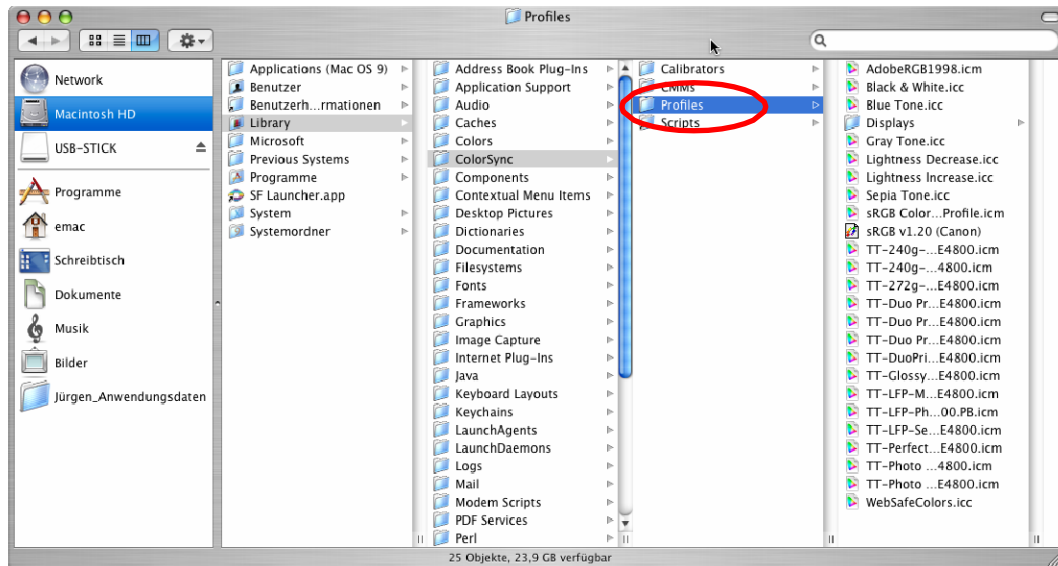 Profiles
Network
Macintosh HD
USB-STICK
Programme
emac
Schreibtisch
Dokumente
Musik
Bilder
Jürgen_Anwendungsdaten
Applications (Mac OS 9)
Benutzer
Benutzerh...rmationen
Library
Microsoft
Previous Systems
Programme
SF Launcher.app
System
Systemordner
Address Book Plug-Ins
Application Support
Audio
Caches
Colors
ColorSync
Components
Contextual Menu Items
Desktop Pictures
Dictionaries
Documentation
Filesystems
Fonts
Frameworks
Graphics
Image Capture
Internet Plug-Ins
Java
Keyboard Layouts
Keychains
LaunchAgents
LaunchDaemons
Logs
Mail
Modem Scripts
PDF Services
Perl
Calibrators
CMMs
Profiles
Scripts
AdobeRGB1998.icm
Black & White.icc
Blue Tone.icc
Displays
Gray Tone.icc
Lightness Decrease.icc
Lightness Increase.icc
Sepia Tone.icc
sRGB Color...Profile.icm
sRGB v1.20 (Canon)
TT-240g-...E4800.icm
TT-240g-...4800.icm
TT-272g-...E4800.icm
TT-Duo Pr...E4800.icm
TT-Duo Pr...E4800.icm
TT-Duo Pr...E4800.icm
TT-DuoPri...E4800.icm
TT-Glossy...E4800.icm
TT-LFP-M...E4800.icm
TT-LFP-Ph...00.PB.icm
TT-LFP-Se...E4800.icm
TT-Perfect...E4800.icm
TT-Photo ...4800.icm
TT-Photo ...E4800.icm
WebSafeColors.icc
25 Objekte, 23,9 GB verfügbar